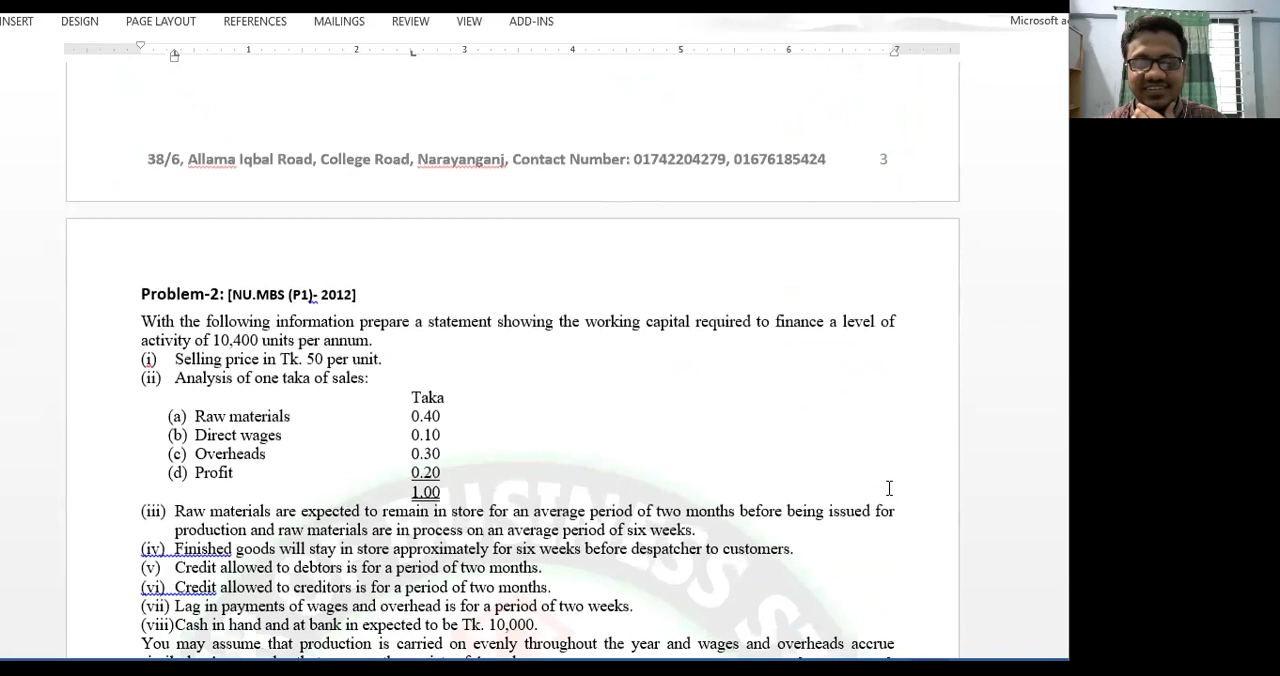 INSERT DESIGN PAGE LAYOUT REFERENCES MAILINGS REVIEW VIEW ADD-INS Microsoft a
1 2 3 4 5 6 7
38/6, Allama Iqbal Road, College Road, Narayanganj, Contact Number: 01742204279, 01676185424 3
Problem-2: [NU.MBS (P1)- 2012]
With the following information prepare a statement showing the working capital required to finance a level of
activity of 10,400 units per annum.
(i) Selling price in Tk. 50 per unit.
(ii) Analysis of one taka of sales:
Taka
(a) Raw materials 0.40
(b) Direct wages 0.10
(c) Overheads 0.30
(d) Profit 0.20
1.00
(iii) Raw materials are expected to remain in store for an average period of two months before being issued for
production and raw materials are in process on an average period of six weeks.
(iv) Finished goods will stay in store approximately for six weeks before despatcher to customers.
(v) Credit allowed to debtors is for a period of two months.
(vi) Credit allowed to creditors is for a period of two months.
(vii) Lag in payments of wages and overhead is for a period of two weeks.
(viii)Cash in hand and at bank in expected to be Tk. 10,000.
You may assume that production is carried on evenly throughout the year and wages and overheads accrue
BUSINESS